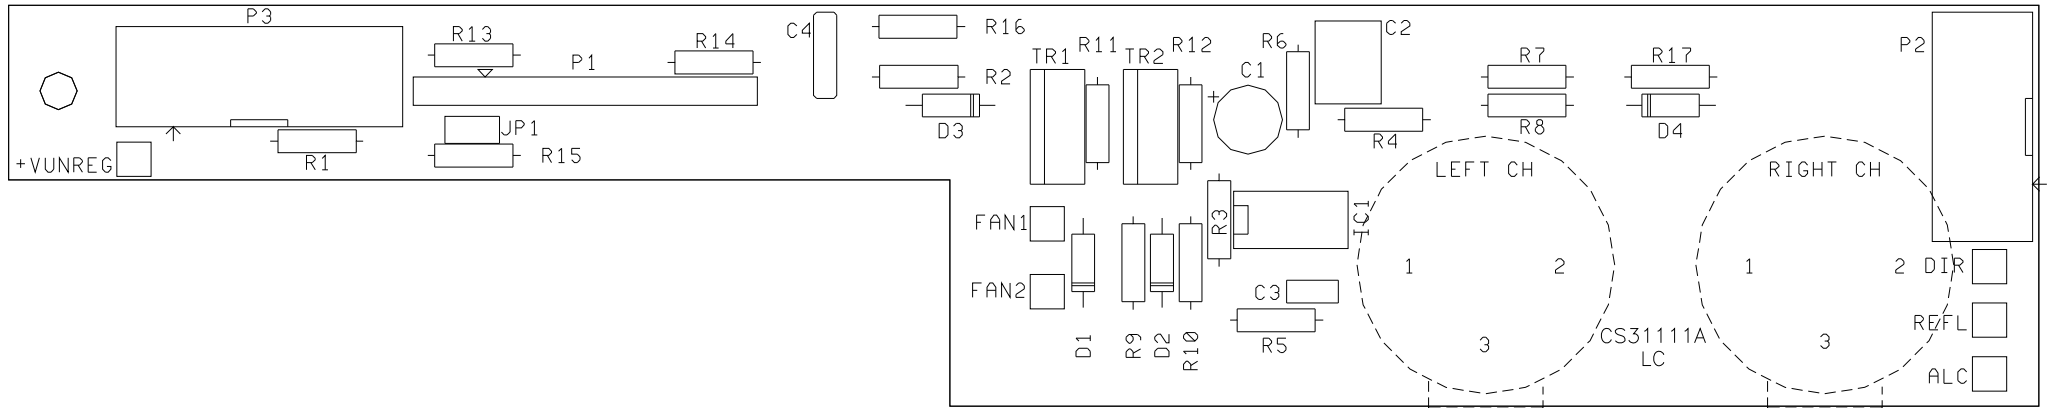 P3
R13
P1
R14
C4
R16
R2
D3
TR1
R11
TR2
R12
C1
+
R6
C2
R4
R7
R8
R17
D4
P2
+VUNREG
R1
JP1
R15
FAN1
FAN2
D1
R9
D2
R10
R3
IC1
C3
R5
LEFT CH
1
2
3
RIGHT CH
1
2
3
CS31111A
LC
DIR
REFL
ALC